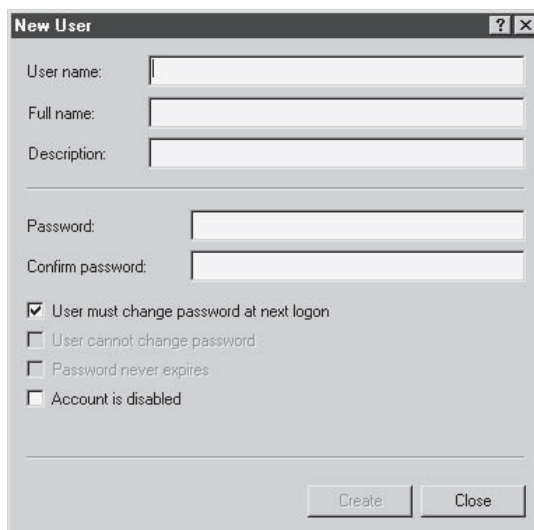 New User
User name:
Full name:
Description:
Password:
Confirm password:
User must change password at next logon
User cannot change password
Password never expires
Account is disabled
Create Close